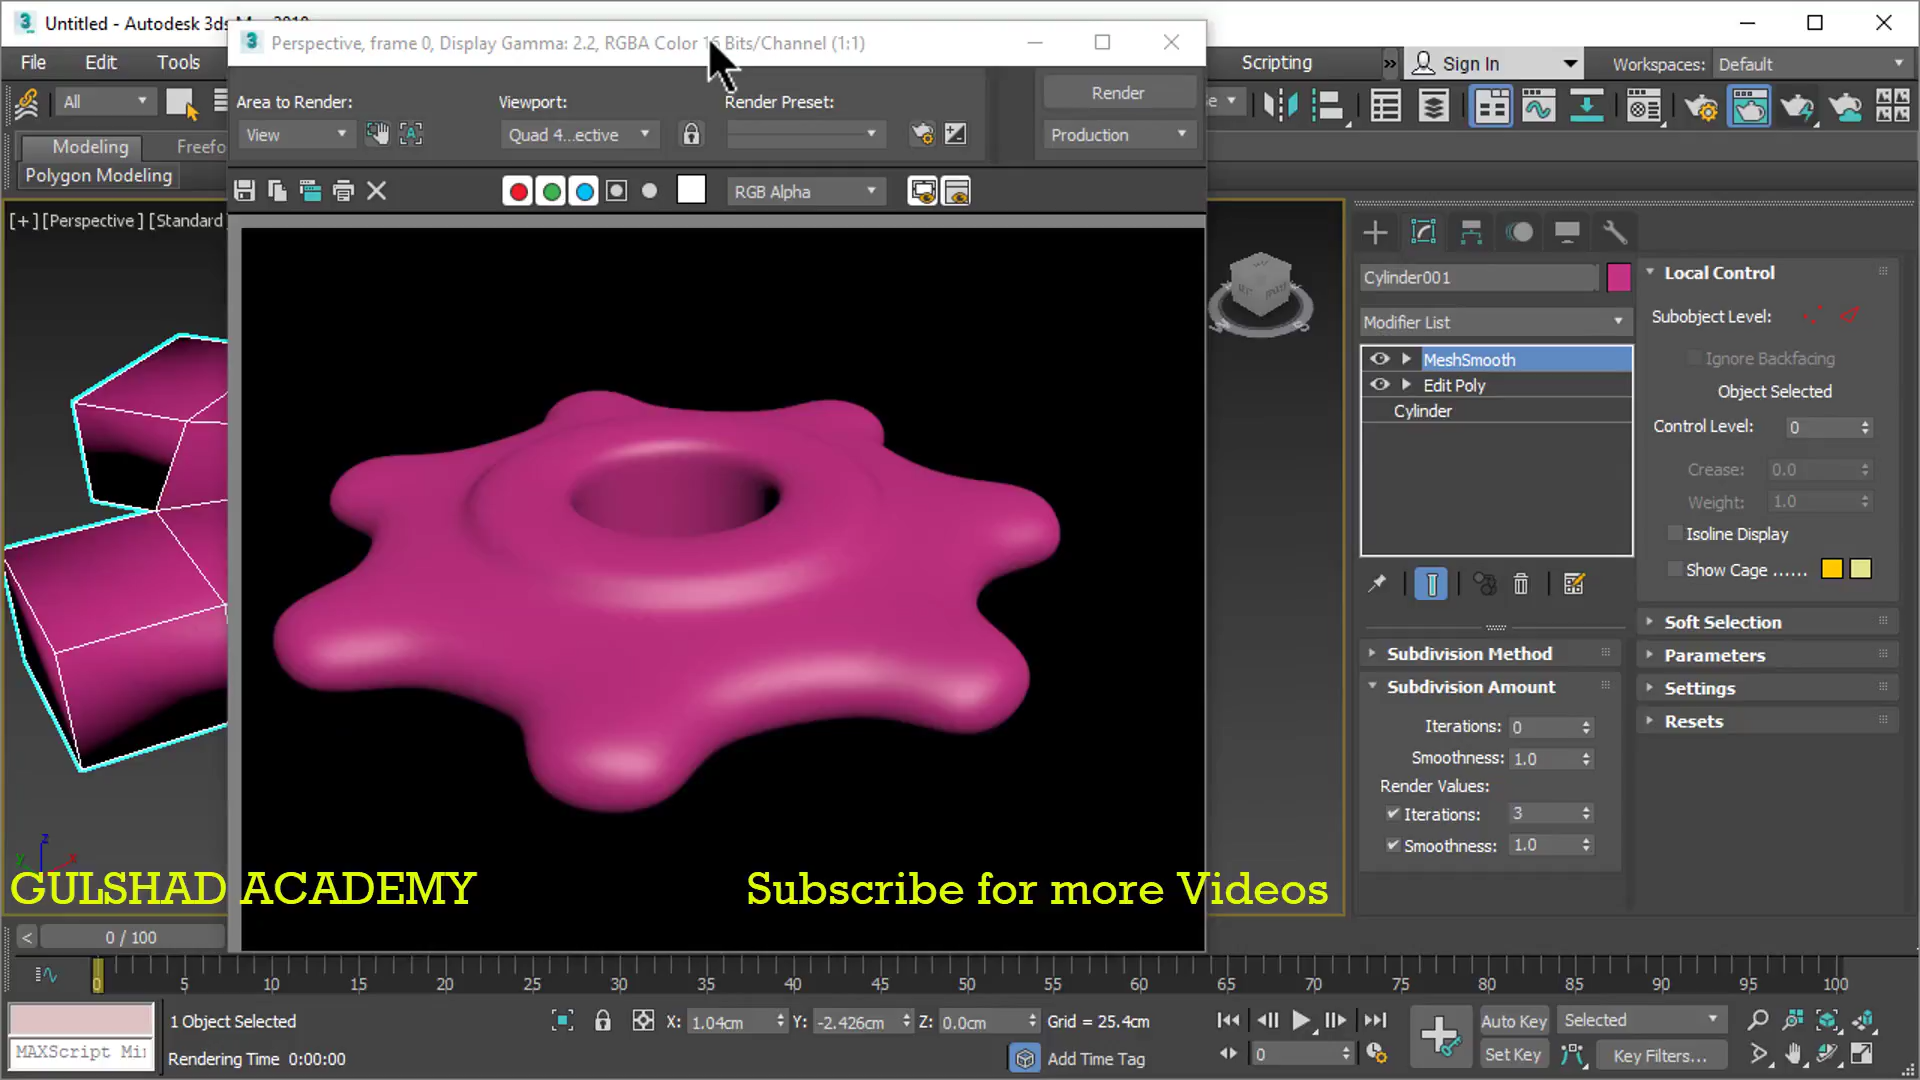 Untitled - Autodesk 3ds
Perspective, frame 0, Display Gamma: 2.2, RGBA Color 16 Bits/Channel (1:1)
File Edit Tools
Scripting
Sign In
Workspaces: Default
All
Area to Render:
Viewport:
Render Preset:
Render
View
Quad 4...ective
Production
Modeling
Polygon Modeling
RGB Alpha
[+] [Perspective ] [Standard
Cylinder001
Modifier List
MeshSmooth
Edit Poly
Cylinder
Local Control
Subobject Level:
Ignore Backfacing
Object Selected
Control Level: 0
Crease: 0.0
Weight: 1.0
Isoline Display
Show Cage ......
Soft Selection
Parameters
Settings
Resets
Subdivision Method
Subdivision Amount
Iterations: 0
Smoothness: 1.0
Render Values:
Iterations: 3
Smoothness: 1.0
z
x
y
GULSHAD ACADEMY
Subscribe for more Videos
0 / 100
0 5 10 15 20 25 30 35 40 45 50 55 60 65 70 75 80 85 90 95 100
1 Object Selected
X: 1.04cm Y: -2.426cm Z: 0.0cm Grid = 25.4cm
Auto Key Selected
MAXScript Mi
Rendering Time 0:00:00
Add Time Tag
0
Set Key Key Filters...